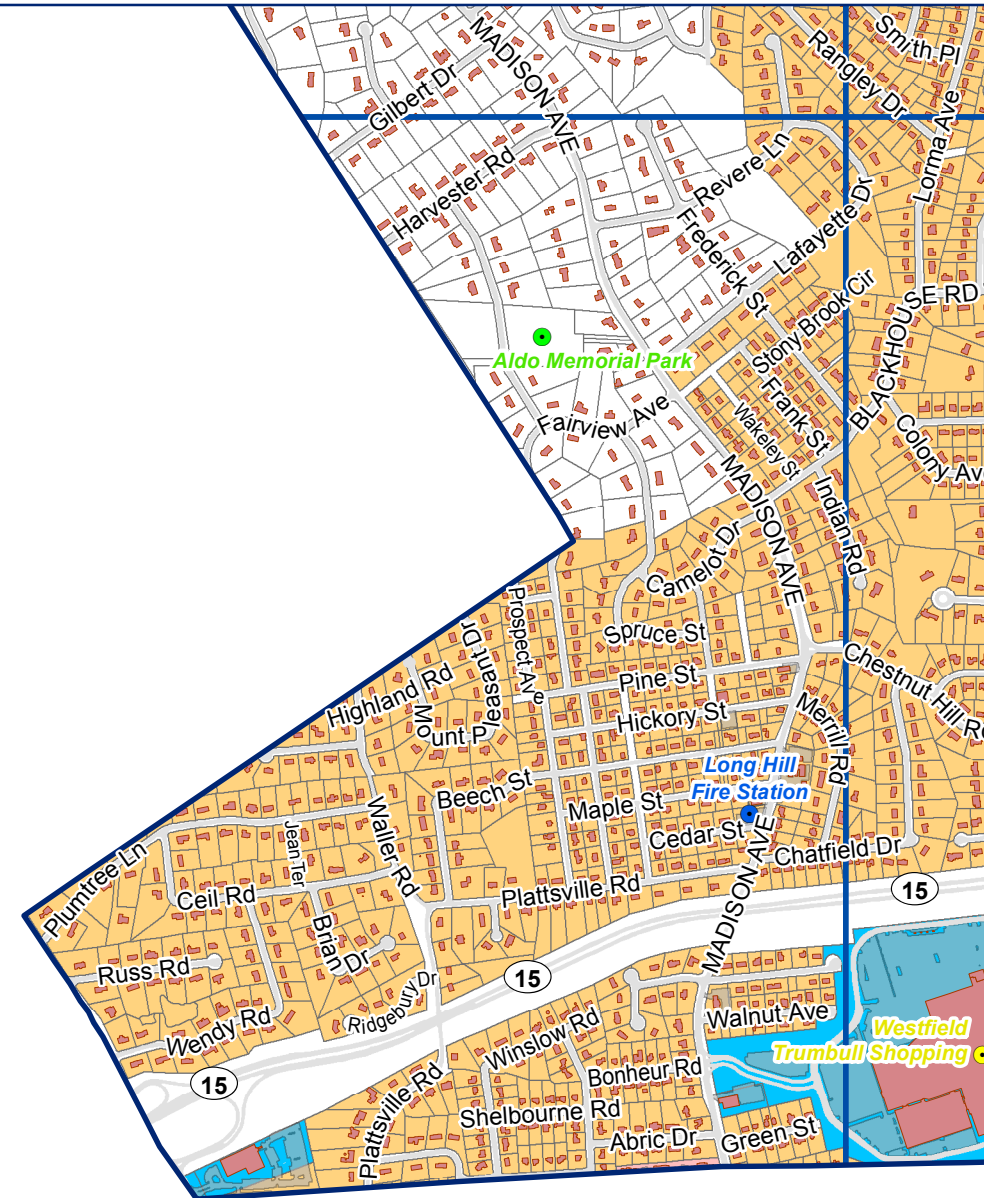 Smith Pl
MADISON AVE
Rangley Dr
Gilbert Dr
Lorma Ave
Harvester Rd
Revere Ln
Frederick St
Lafayette Dr
Stony Brook Cir
BLACKHOUSE RD
Aldo Memorial Park
Fairview Ave
S Frank St
Wakeley St
Colony Av
MADISON AVE
Indian Rd
Camelot Dr
Prospect Ave
Spruce St
Mount Pleasant Dr
Highland Rd
Pine St
Chestnut Hill Ro
Hickory St
Merrill Rd
Long Hill
Fire Station
Beech St
Maple St
Waller Rd
Jean Ter
Cedar St
MADISON AVE
Chatfield Dr
Plumtree Ln
Ceil Rd
Plattsville Rd
15
Brian Dr
Russ Rd
15
Ridgebury Dr
Wendy Rd
Winslow Rd
Walnut Ave
Westfield
Trumbull Shopping
15
Plattsville Rd
Bonheur Rd
Shelbourne Rd
Abric Dr
Green St